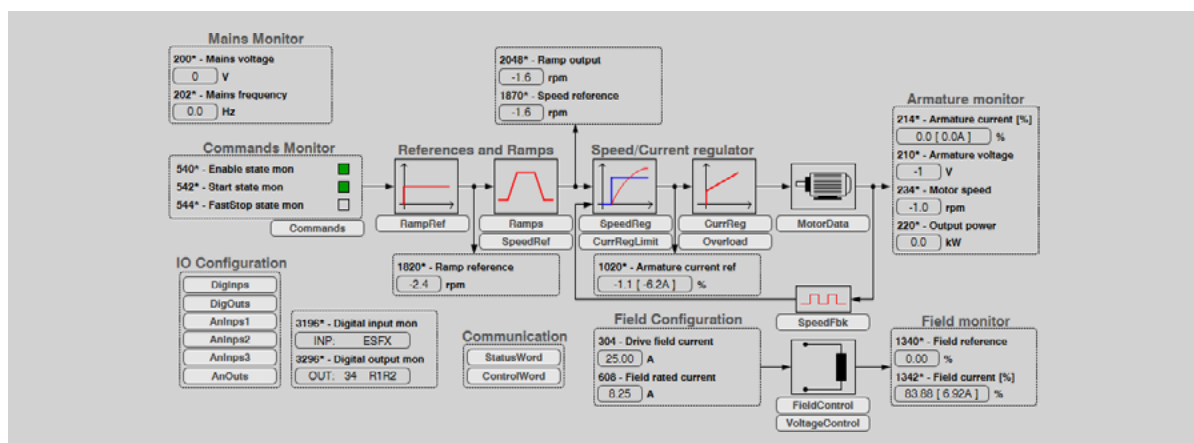 Mains Monitor
200* - Mains voltage
0 V
202* - Mains frequency
0.0 Hz
2048* - Ramp output
-1.6 rpm
1870* - Speed reference
-1.6 rpm
Commands Monitor
540* - Enable state mon
542* - Start state mon
544* - FastStop state mon
Commands
References and Ramps
RampRef
Ramps
SpeedRef
1820* - Ramp reference
-2.4 rpm
Speed/Current regulator
SpeedReg
CurrRegLimit
CurrReg
Overload
1020* - Armature current ref
-1.1 [ -6.2A ] %
MotorData
Armature monitor
214* - Armature current [%]
0.0 [ 0.0A ] %
210* - Armature voltage
-1 V
234* - Motor speed
-1.0 rpm
220* - Output power
0.0 kW
SpeedFbk
IO Configuration
DigInps
DigOuts
AnInps1
AnInps2
AnInps3
AnOuts
3196* - Digital input mon
INP: ESFX
3296* - Digital output mon
OUT: 34 R1R2
Communication
StatusWord
ControlWord
Field Configuration
304 - Drive field current
25.00 A
608 - Field rated current
8.25 A
FieldControl
VoltageControl
Field monitor
1340* - Field reference
0.00 %
1342* - Field current [%]
83.88 [ 6.92A ] %